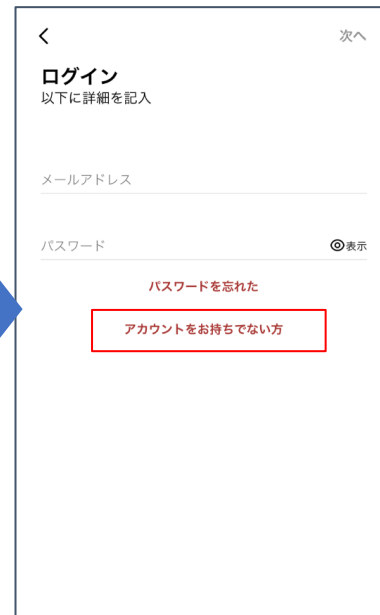 次へ
ログイン
以下に詳細を記入
メールアドレス
パスワード 表示
パスワードを忘れた
アカウントをお持ちでない方